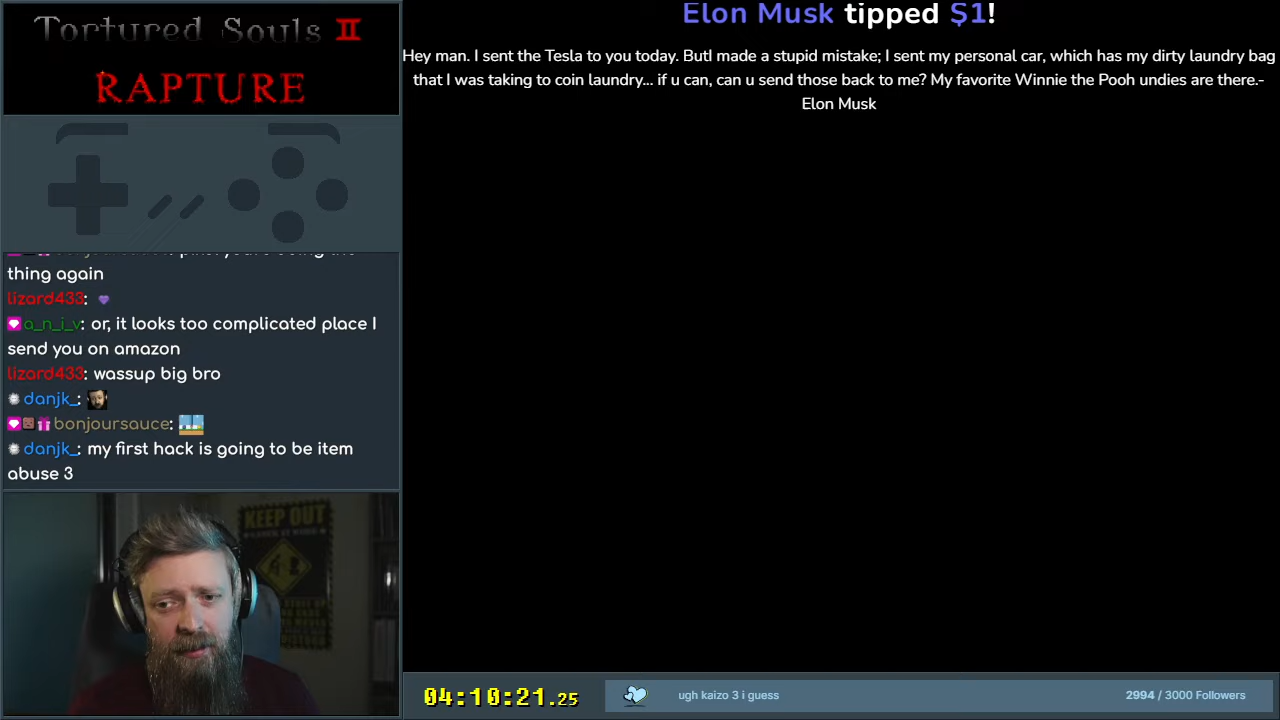 Tortured Souls II
RAPTURE
Elon Musk tipped $1!
Hey man. I sent the Tesla to you today. ButI made a stupid mistake; I sent my personal car, which has my dirty laundry bag
that I was taking to coin laundry... if u can, can u send those back to me? My favorite Winnie the Pooh undies are there.-
Elon Musk
thing again
lizard433:
a_n_i_v: or, it looks too complicated place I
send you on amazon
lizard433: wassup big bro
danjk_:
bonjoursauce:
danjk_: my first hack is going to be item
abuse 3
KEEP OUT
04:10:21.25
ugh kaizo 3 i guess
2994 / 3000 Followers